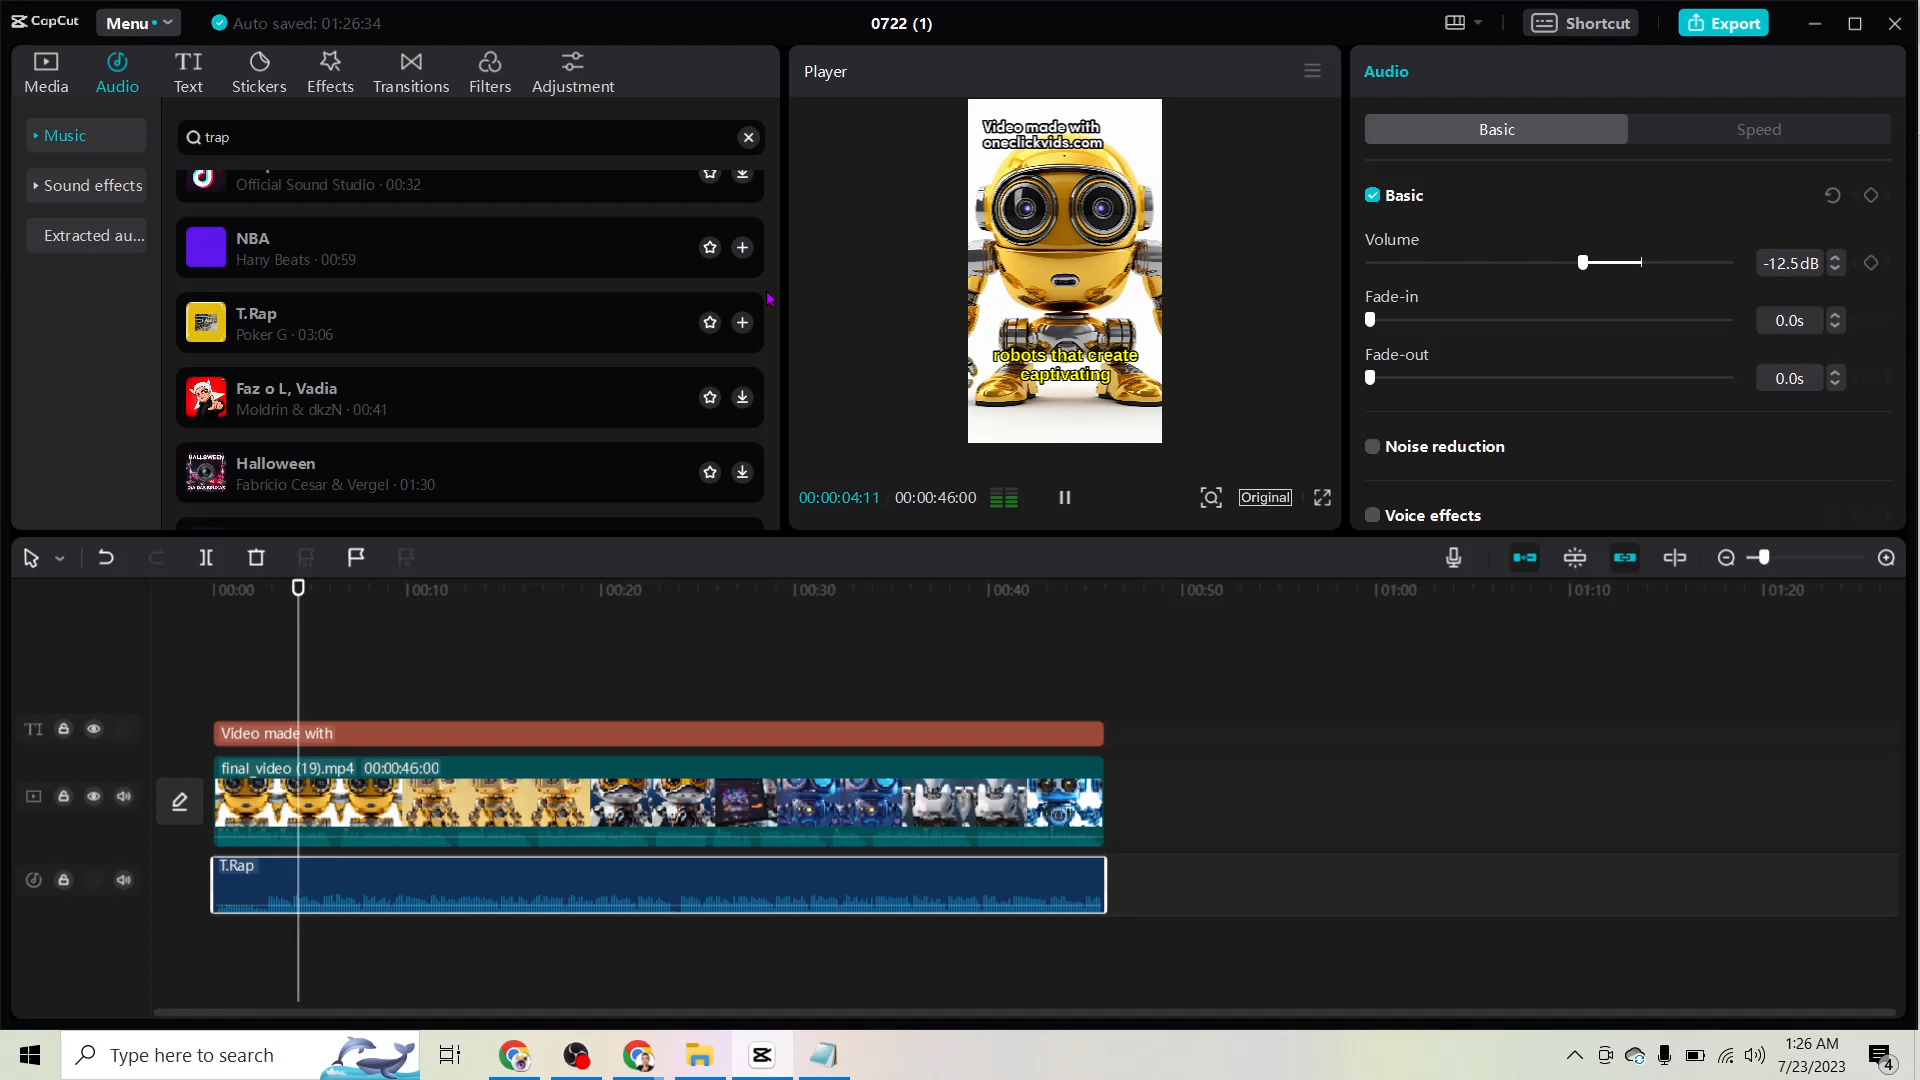 CapCut
Menu
Auto saved: 01:26:34
0722 (1)
Shortcut
Export
Media
Audio
Text
Stickers
Effects
Transitions
Filters
Adjustment
Music
Sound effects
Extracted au...
trap
Official Sound Studio · 00:32
NBA
Hany Beats · 00:59
T.Rap
Poker G · 03:06
Faz o L, Vadia
Moldrin & dkzN · 00:41
Halloween
Fabrício Cesar & Vergel · 01:30
Player
Video made with
oneclickvids.com
robots that create
captivating
00:00:04:11
00:00:46:00
Original
Audio
Basic
Speed
Basic
Volume
-12.5dB
Fade-in
0.0s
Fade-out
0.0s
Noise reduction
Voice effects
00:00
00:10
00:20
00:30
00:40
00:50
01:00
01:10
01:20
TI
Video made with
final_video (19).mp4 00:00:46:00
T.Rap
Type here to search
1:26 AM
7/23/2023
4